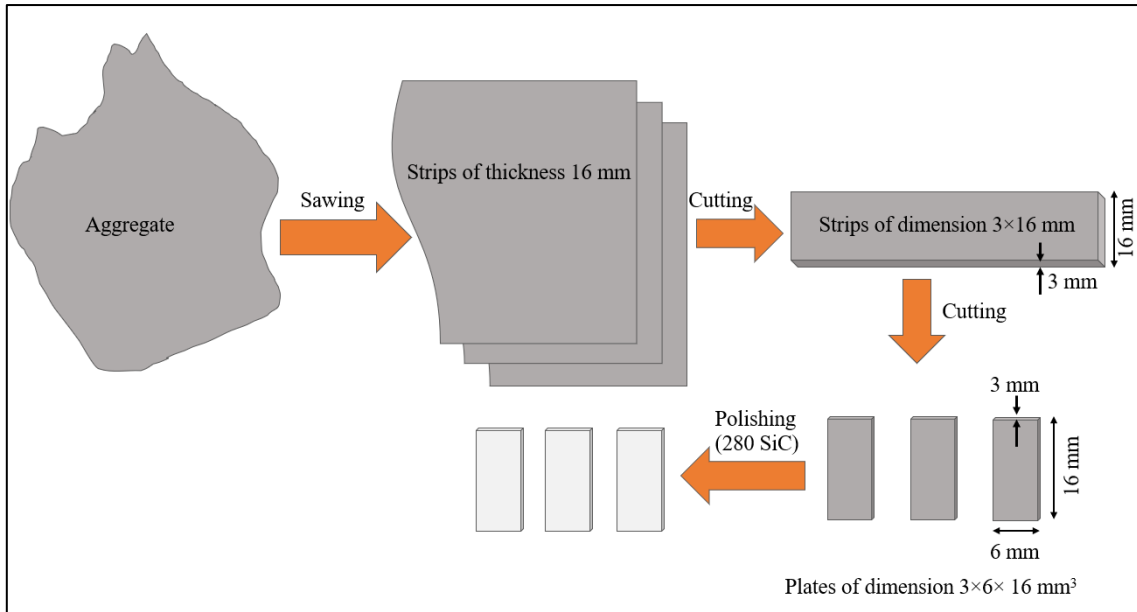 Aggregate
Sawing
Strips of thickness 16 mm
Cutting
Strips of dimension 3×16 mm
16 mm
3 mm
Cutting
3 mm
16 mm
6 mm
Plates of dimension 3×6× 16 mm³
Polishing
(280 SiC)